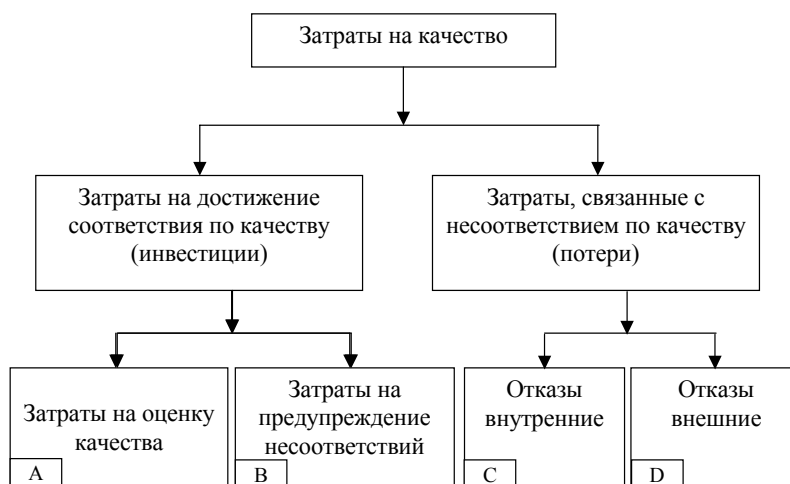 Затраты на качество
Затраты на достижение
соответствия по качеству
(инвестиции)
Затраты, связанные с
несоответствием по качеству
(потери)
Затраты на оценку
качества
A
Затраты на
предупреждение
несоответствий
B
Отказы
внутренние
C
Отказы
внешние
D